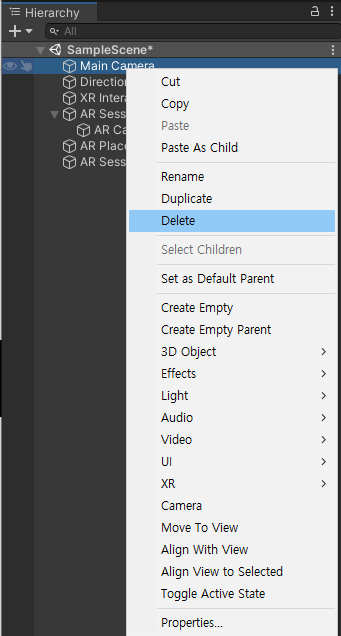 Hierarchy
All
SampleScene*
Main Camera
Direction
XR Intera
AR Sess
AR Ca
AR Place
AR Sess
Cut
Copy
Paste
Paste As Child
Rename
Duplicate
Delete
Select Children
Set as Default Parent
Create Empty
Create Empty Parent
3D Object
Effects
Light
Audio
Video
UI
XR
Camera
Move To View
Align With View
Align View to Selected
Toggle Active State
Properties...